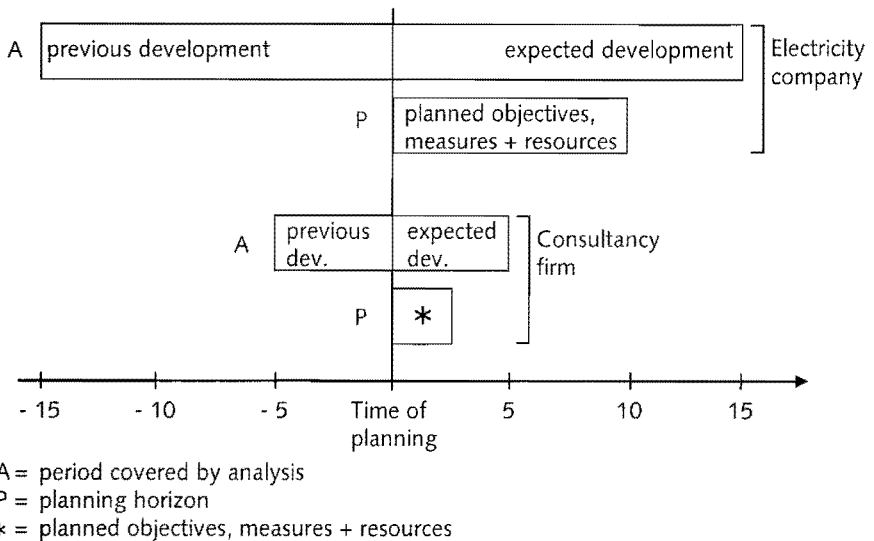 A previous development expected development Electricity
company
P planned objectives,
measures + resources
A previous expected Consultancy
dev. dev. firm
P *
- 15 - 10 - 5 Time of 5 10 15
planning
A = period covered by analysis
P = planning horizon
* = planned objectives, measures + resources